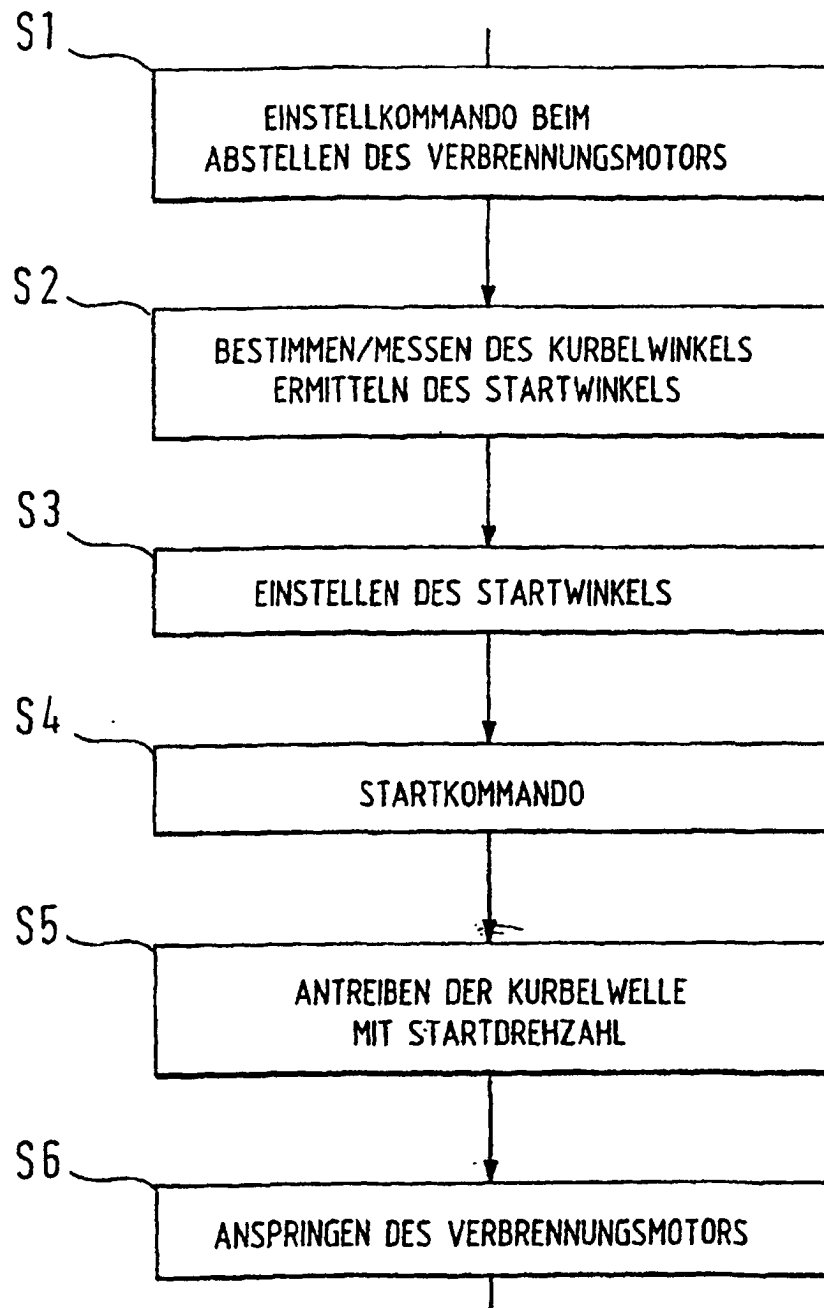 S1
EINSTELLKOMMANDO BEIM
ABSTELLEN DES VERBRENNUNGSMOTORS
S2
BESTIMMEN/MESSEN DES KURBELWINKELS
ERMITTELN DES STARTWINKELS
S3
EINSTELLEN DES STARTWINKELS
S4
STARTKOMMANDO
S5
ANTREIBEN DER KURBELWELLE
MIT STARTDREHZAHL
S6
ANSPRINGEN DES VERBRENNUNGSMOTORS